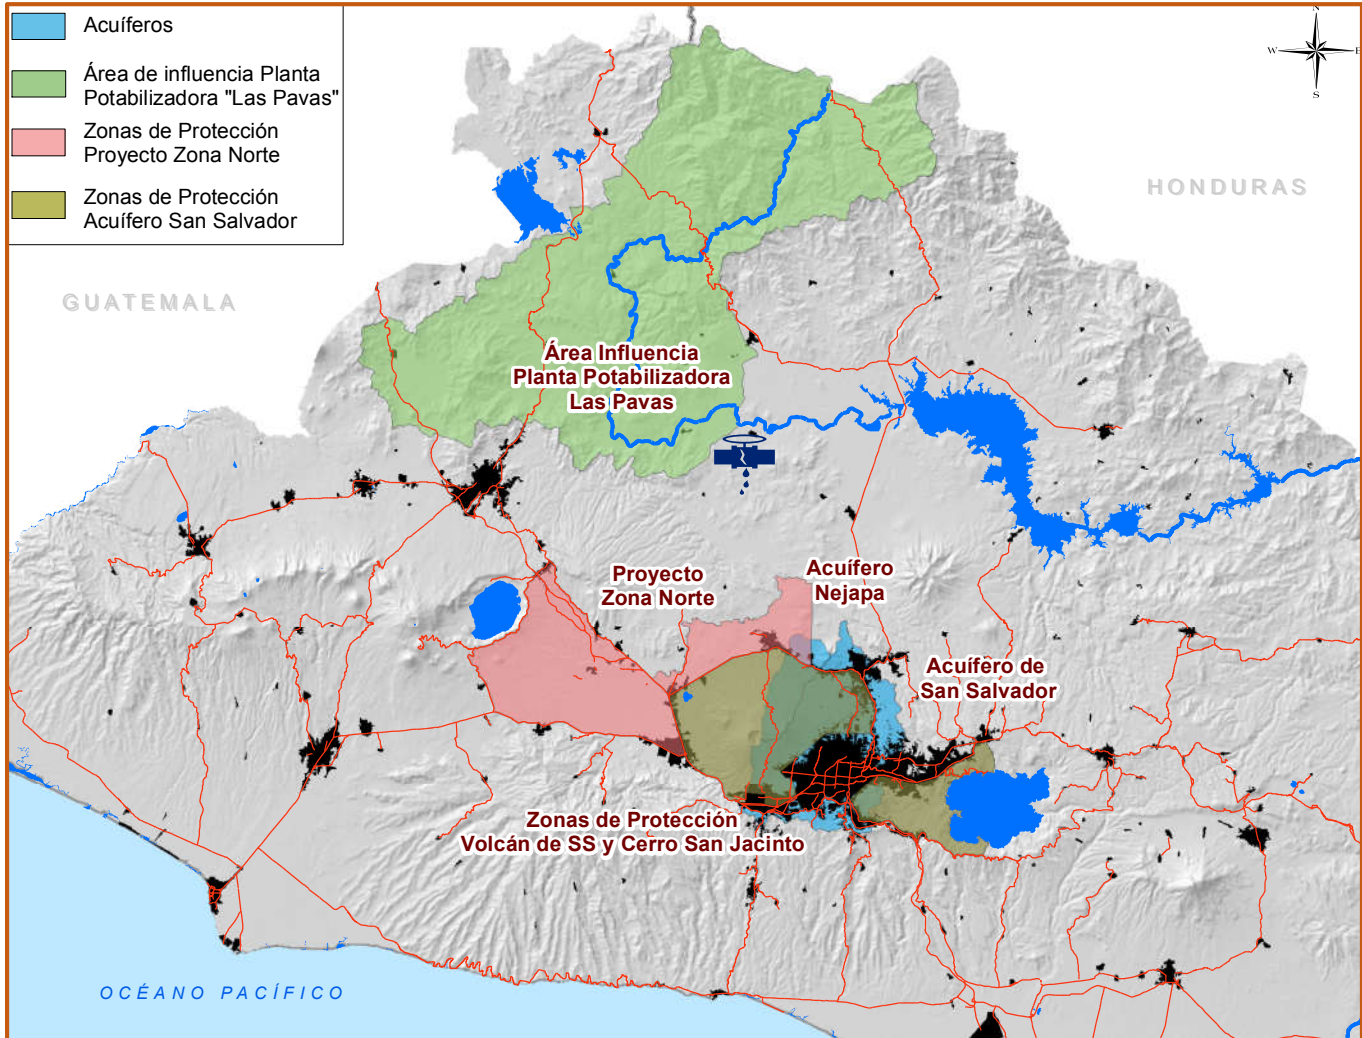 Acuíferos
Área de influencia Planta
Potabilizadora "Las Pavas"
Zonas de Protección
Proyecto Zona Norte
Zonas de Protección
Acuífero San Salvador
N
W
E
S
HONDURAS
GUATEMALA
Área Influencia
Planta Potabilizadora
Las Pavas
Proyecto
Zona Norte
Acuífero
Nejapa
Acuífero de
San Salvador
Zonas de Protección
Volcán de SS y Cerro San Jacinto
OCÉANO PACÍFICO